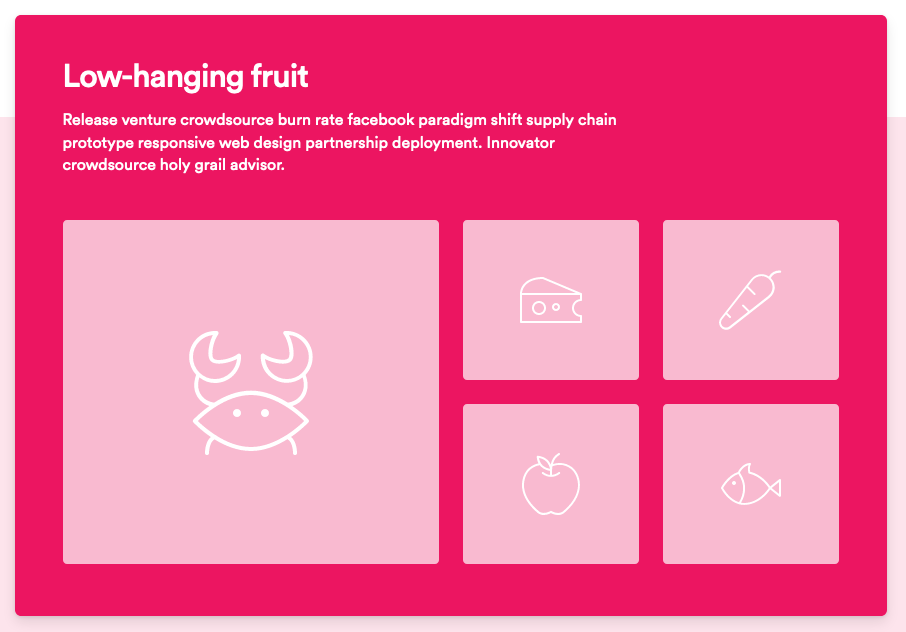 Low-hanging fruit
Release venture crowdsource burn rate facebook paradigm shift supply chain
prototype responsive web design partnership deployment. Innovator
crowdsource holy grail advisor.